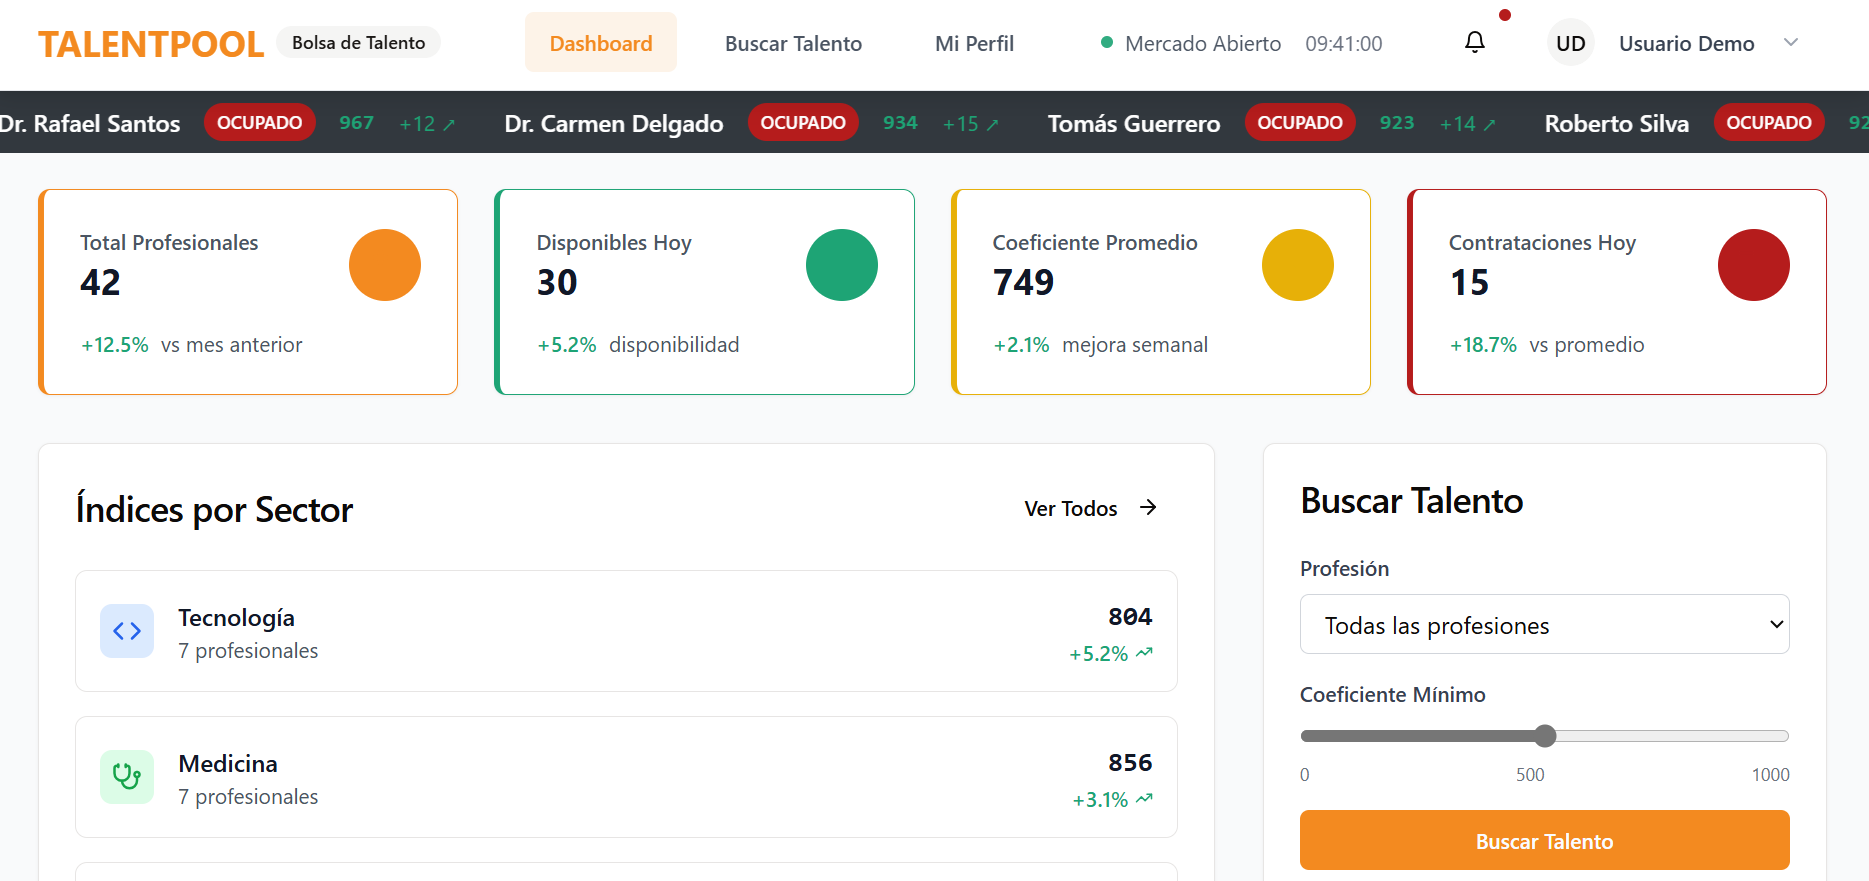 TALENTPOOL Bolsa de Talento Dashboard Buscar Talento Mi Perfil Mercado Abierto 09:41:00 UD Usuario Demo
Dr. Rafael Santos OCUPADO 967 +12 ↗ Dr. Carmen Delgado OCUPADO 934 +15 ↗ Tomás Guerrero OCUPADO 923 +14 ↗ Roberto Silva OCUPADO
Total Profesionales
42
+12.5% vs mes anterior
Disponibles Hoy
30
+5.2% disponibilidad
Coeficiente Promedio
749
+2.1% mejora semanal
Contrataciones Hoy
15
+18.7% vs promedio
Índices por Sector
Ver Todos →
Tecnología
7 profesionales
804
+5.2%
Medicina
7 profesionales
856
+3.1%
Buscar Talento
Profesión
Todas las profesiones
Coeficiente Mínimo
0 500 1000
Buscar Talento